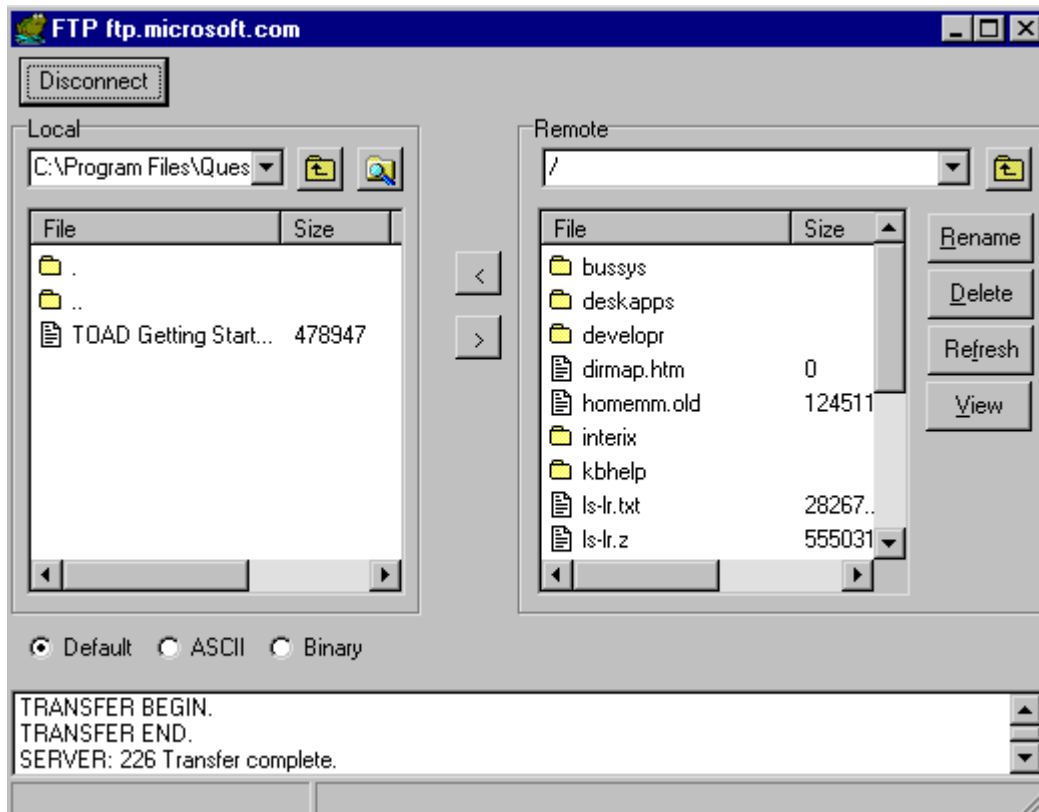 FTP ftp.microsoft.com
Disconnect
Local
C:\Program Files\Ques
File Size
.
..
TOAD Getting Start... 478947
<
>
Remote
/
File Size
bussys
deskapps
developr
dirmap.htm 0
homemm.old 124511
interix
kbhelp
ls-lr.txt 28267..
ls-lr.z 555031
Rename
Delete
Refresh
View
Default ASCII Binary
TRANSFER BEGIN.
TRANSFER END.
SERVER: 226 Transfer complete.